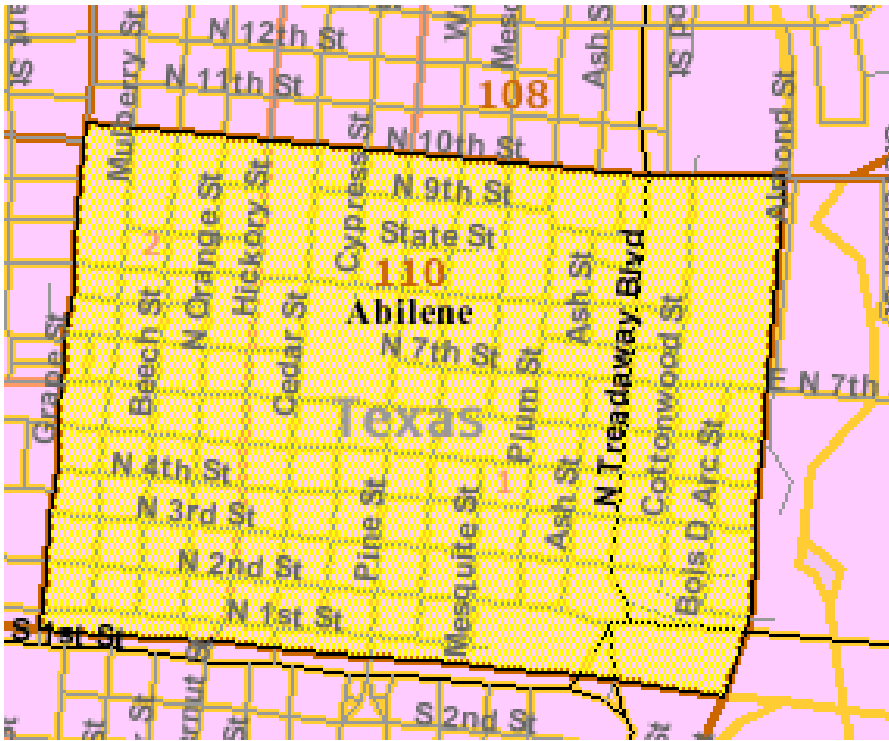 N 12th St
N 11th St
108
Ash St
N 10th St
Mulberry St
Almond St
N 9th St
Cypress St
N Orange St
Hickory St
State St
2
110
Abilene
N Treadaway Blvd
Ash St
Beech St
Cedar St
N 7th St
Cottonwood St
Grape St
Texas
Plum St
E N 7th
N 4th St
1
Ash St
Bois D Arc St
N 3rd St
Pine St
Mesquite St
N 2nd St
N 1st St
S 1st St
S 2nd St